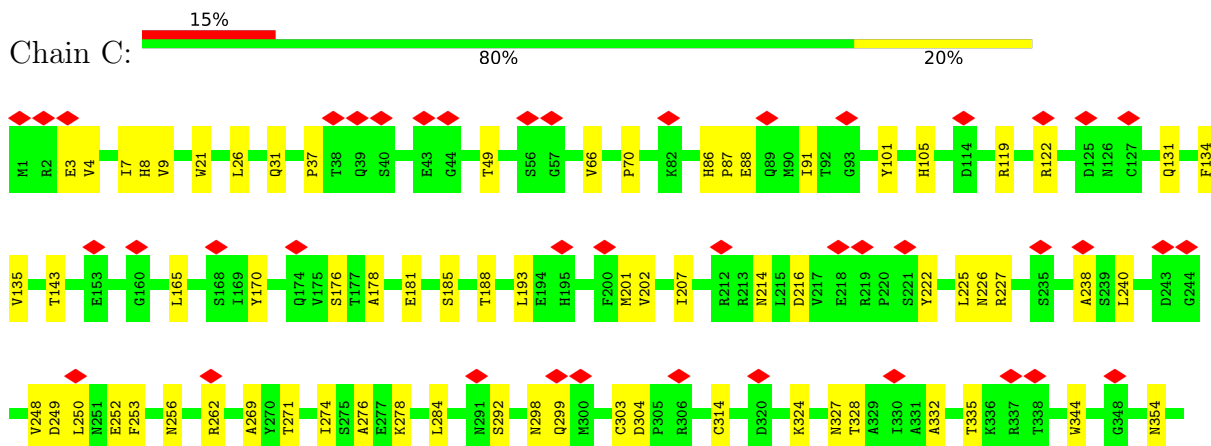 15%
Chain C:
80% 20%
M1 R2 E3 V4 I7 H8 V9 W21 L26 Q31 P37 T38 Q39 S40 E43 G44 T49 S56 G57 V66 P70 K82 H86 P87 E88 Q89 M90 I91 T92 G93 Y101 H105 D114 R119 R122 D125 N126 C127 Q131 F134
V135 T143 E153 G160 L165 S168 I169 Y170 Q174 V175 S176 T177 A178 E181 S185 T188 L193 E194 H195 F200 M201 V202 I207 R212 R213 N214 L215 D216 V217 E218 R219 P220 S221 Y222 L225 N226 R227 S235 A238 S239 L240 D243 G244
V248 D249 L250 N251 E252 F253 N256 R262 A269 Y270 T271 I274 S275 A276 E277 K278 L284 N291 S292 N298 Q299 M300 C303 D304 P305 R306 C314 D320 K324 N327 T328 A329 I330 A331 A332 T335 K336 R337 T338 W344 G348 N354